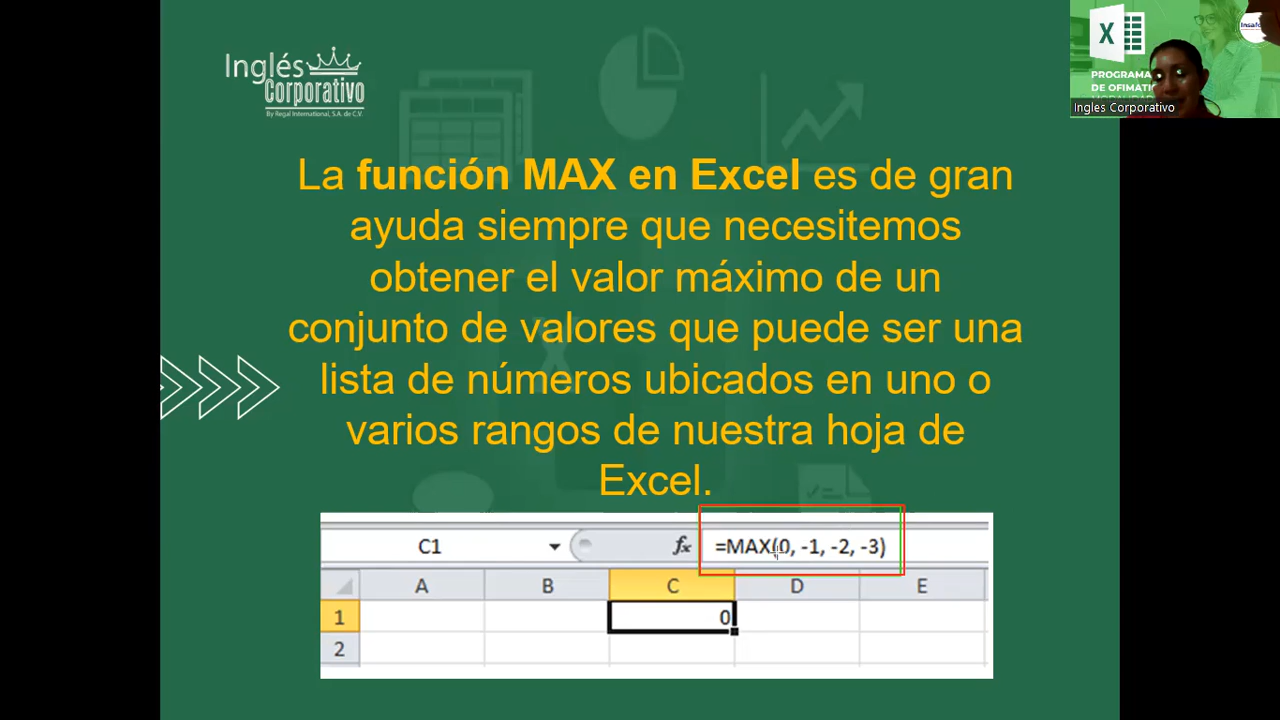 Inglés
Corporativo
By Regal International, S.A. de C.V.
La función MAX en Excel es de gran
ayuda siempre que necesitemos
obtener el valor máximo de un
conjunto de valores que puede ser una
lista de números ubicados en uno o
varios rangos de nuestra hoja de
Excel.
C1 fx =MAX(0, -1, -2, -3)
A B C D E
1 0
2
X
PROGRAMA
DE OFIMATI
Ingles Corporativo